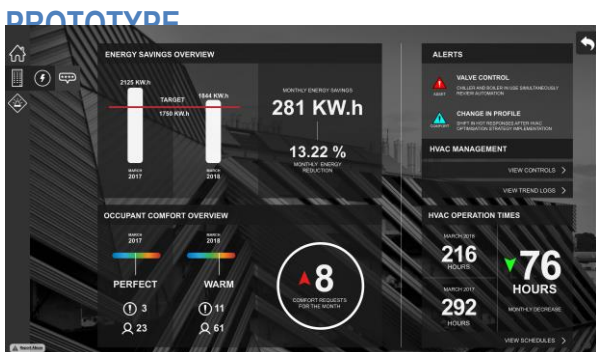 PROTOTYPE
ENERGY SAVINGS OVERVIEW
2125 KW.h
TARGET
1844 KW.h
1750 KW.h
MARCH
2017
MARCH
2018
MONTHLY ENERGY SAVINGS
281 KW.h
13.22 %
MONTHLY ENERGY
REDUCTION
ALERTS
ASSET
VALVE CONTROL
CHILLER AND BOILER IN USE SIMULTANEOUSLY
REVIEW AUTOMATION
COMFORT
CHANGE IN PROFILE
SHIFT IN HOT RESPONSES AFTER HVAC
OPTIMISATION STRATEGY IMPLEMENTATION
HVAC MANAGEMENT
VIEW CONTROLS >
VIEW TREND LOGS >
OCCUPANT COMFORT OVERVIEW
MARCH
2017
MARCH
2018
PERFECT
WARM
3
11
23
61
8
COMFORT REQUESTS
FOR THE MONTH
HVAC OPERATION TIMES
MARCH 2018
216
HOURS
MARCH 2017
292
HOURS
76
HOURS
MONTHLY DECREASE
VIEW SCHEDULES >